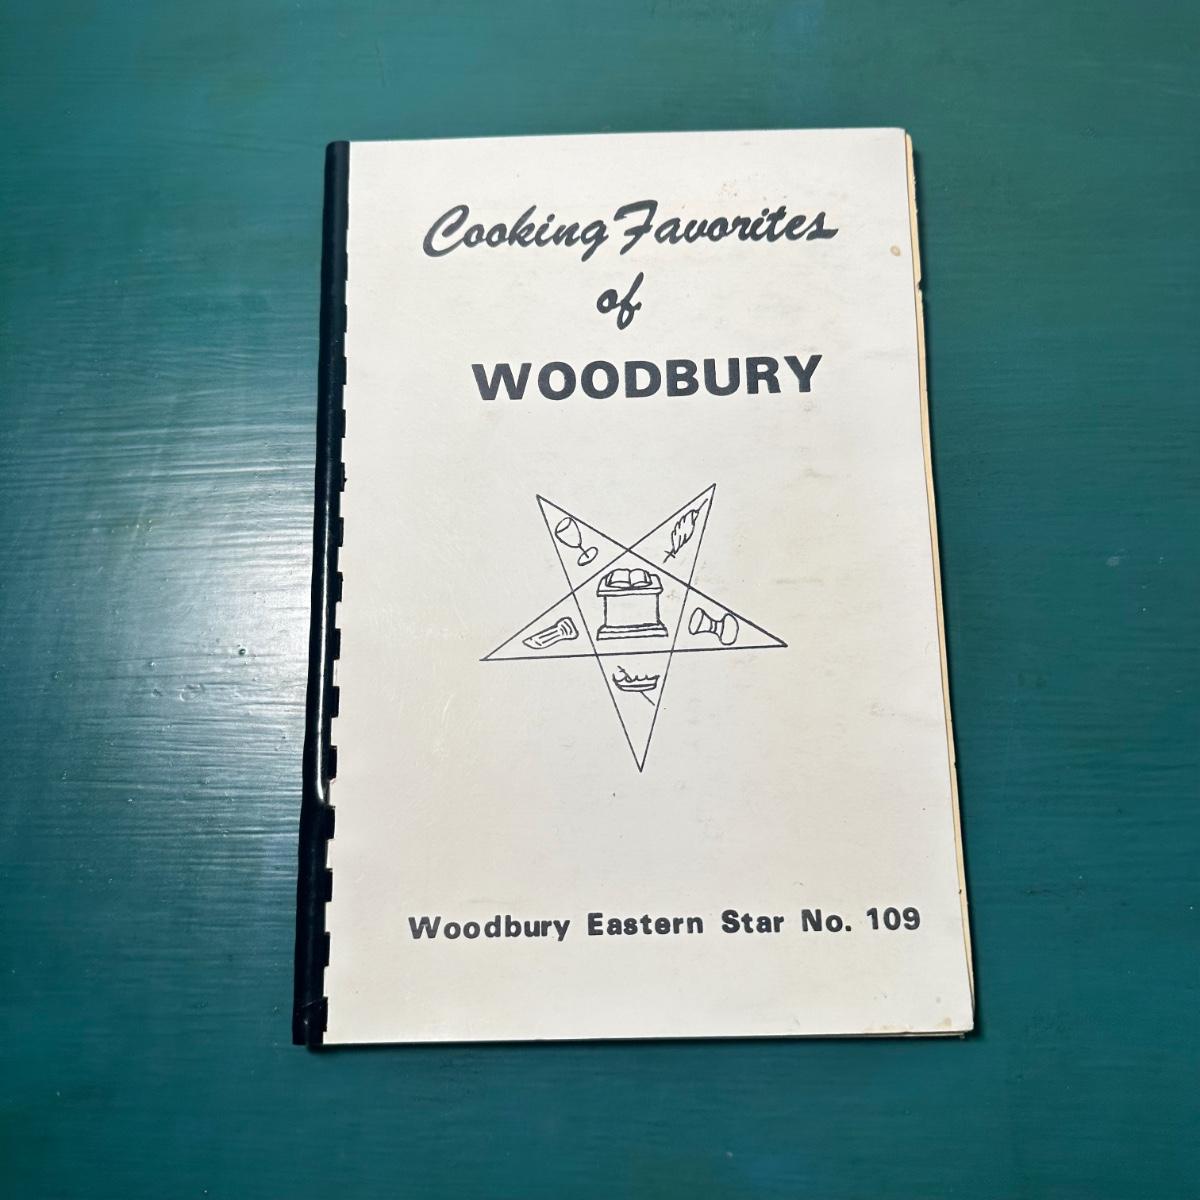 Cooking Favorites
of
WOODBURY
Woodbury Eastern Star No. 109